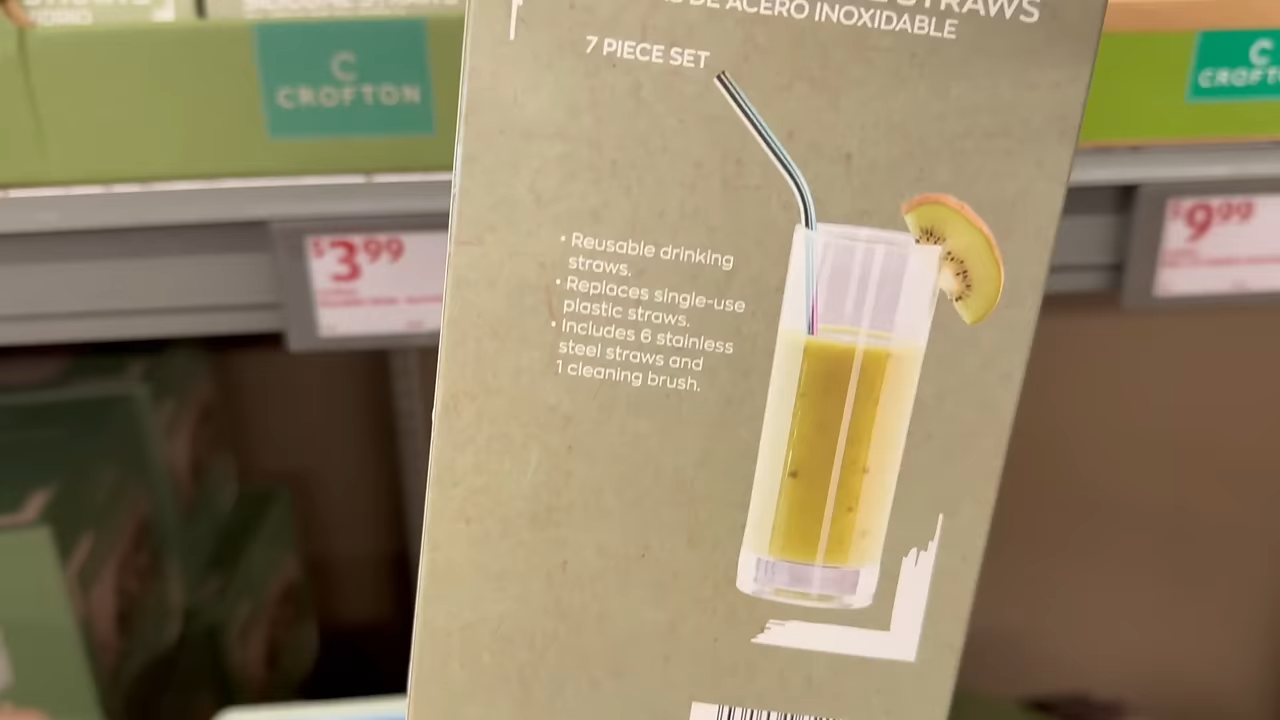 STRAWS
DE ACERO INOXIDABLE
7 PIECE SET
C
CROFTON
C
$3.99
$9.99
• Reusable drinking
straws.
• Replaces single-use
plastic straws.
• Includes 6 stainless
steel straws and
1 cleaning brush.